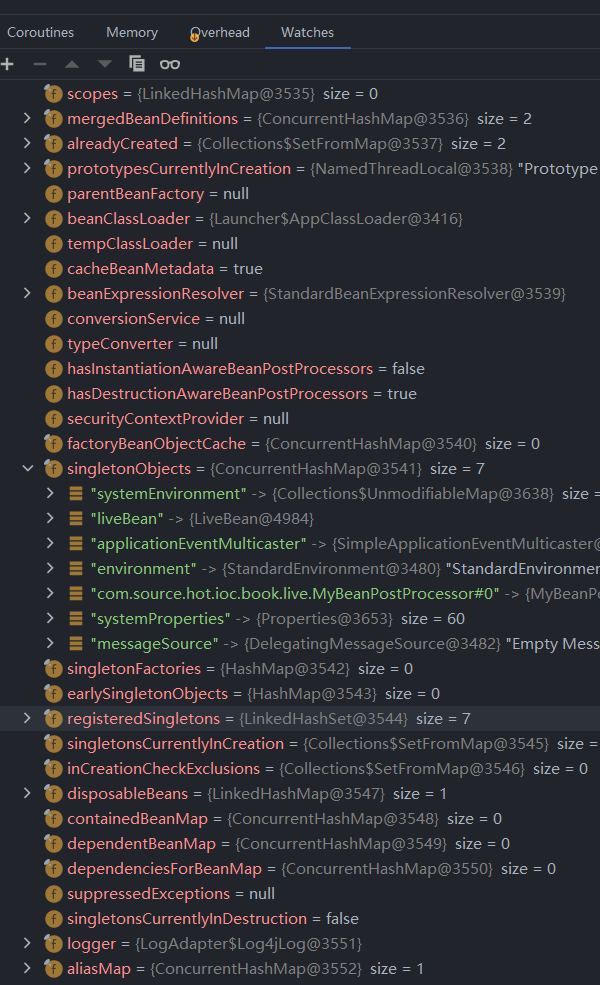 Coroutines Memory Overhead Watches
scopes = {LinkedHashMap@3535} size = 0
mergedBeanDefinitions = {ConcurrentHashMap@3536} size = 2
alreadyCreated = {Collections$SetFromMap@3537} size = 2
prototypesCurrentlyInCreation = {NamedThreadLocal@3538} "Prototype
parentBeanFactory = null
beanClassLoader = {Launcher$AppClassLoader@3416}
tempClassLoader = null
cacheBeanMetadata = true
beanExpressionResolver = {StandardBeanExpressionResolver@3539}
conversionService = null
typeConverter = null
hasInstantiationAwareBeanPostProcessors = false
hasDestructionAwareBeanPostProcessors = true
securityContextProvider = null
factoryBeanObjectCache = {ConcurrentHashMap@3540} size = 0
singletonObjects = {ConcurrentHashMap@3541} size = 7
"systemEnvironment" -> {Collections$UnmodifiableMap@3638} size =
"liveBean" -> {LiveBean@4984}
"applicationEventMulticaster" -> {SimpleApplicationEventMulticaster@
"environment" -> {StandardEnvironment@3480} "StandardEnvironmen
"com.source.hot.ioc.book.live.MyBeanPostProcessor#0" -> {MyBeanPo
"systemProperties" -> {Properties@3653} size = 60
"messageSource" -> {DelegatingMessageSource@3482} "Empty Mess
singletonFactories = {HashMap@3542} size = 0
earlySingletonObjects = {HashMap@3543} size = 0
registeredSingletons = {LinkedHashSet@3544} size = 7
singletonsCurrentlyInCreation = {Collections$SetFromMap@3545} size =
inCreationCheckExclusions = {Collections$SetFromMap@3546} size = 0
disposableBeans = {LinkedHashMap@3547} size = 1
containedBeanMap = {ConcurrentHashMap@3548} size = 0
dependentBeanMap = {ConcurrentHashMap@3549} size = 0
dependenciesForBeanMap = {ConcurrentHashMap@3550} size = 0
suppressedExceptions = null
singletonsCurrentlyInDestruction = false
logger = {LogAdapter$Log4jLog@3551}
aliasMap = {ConcurrentHashMap@3552} size = 1